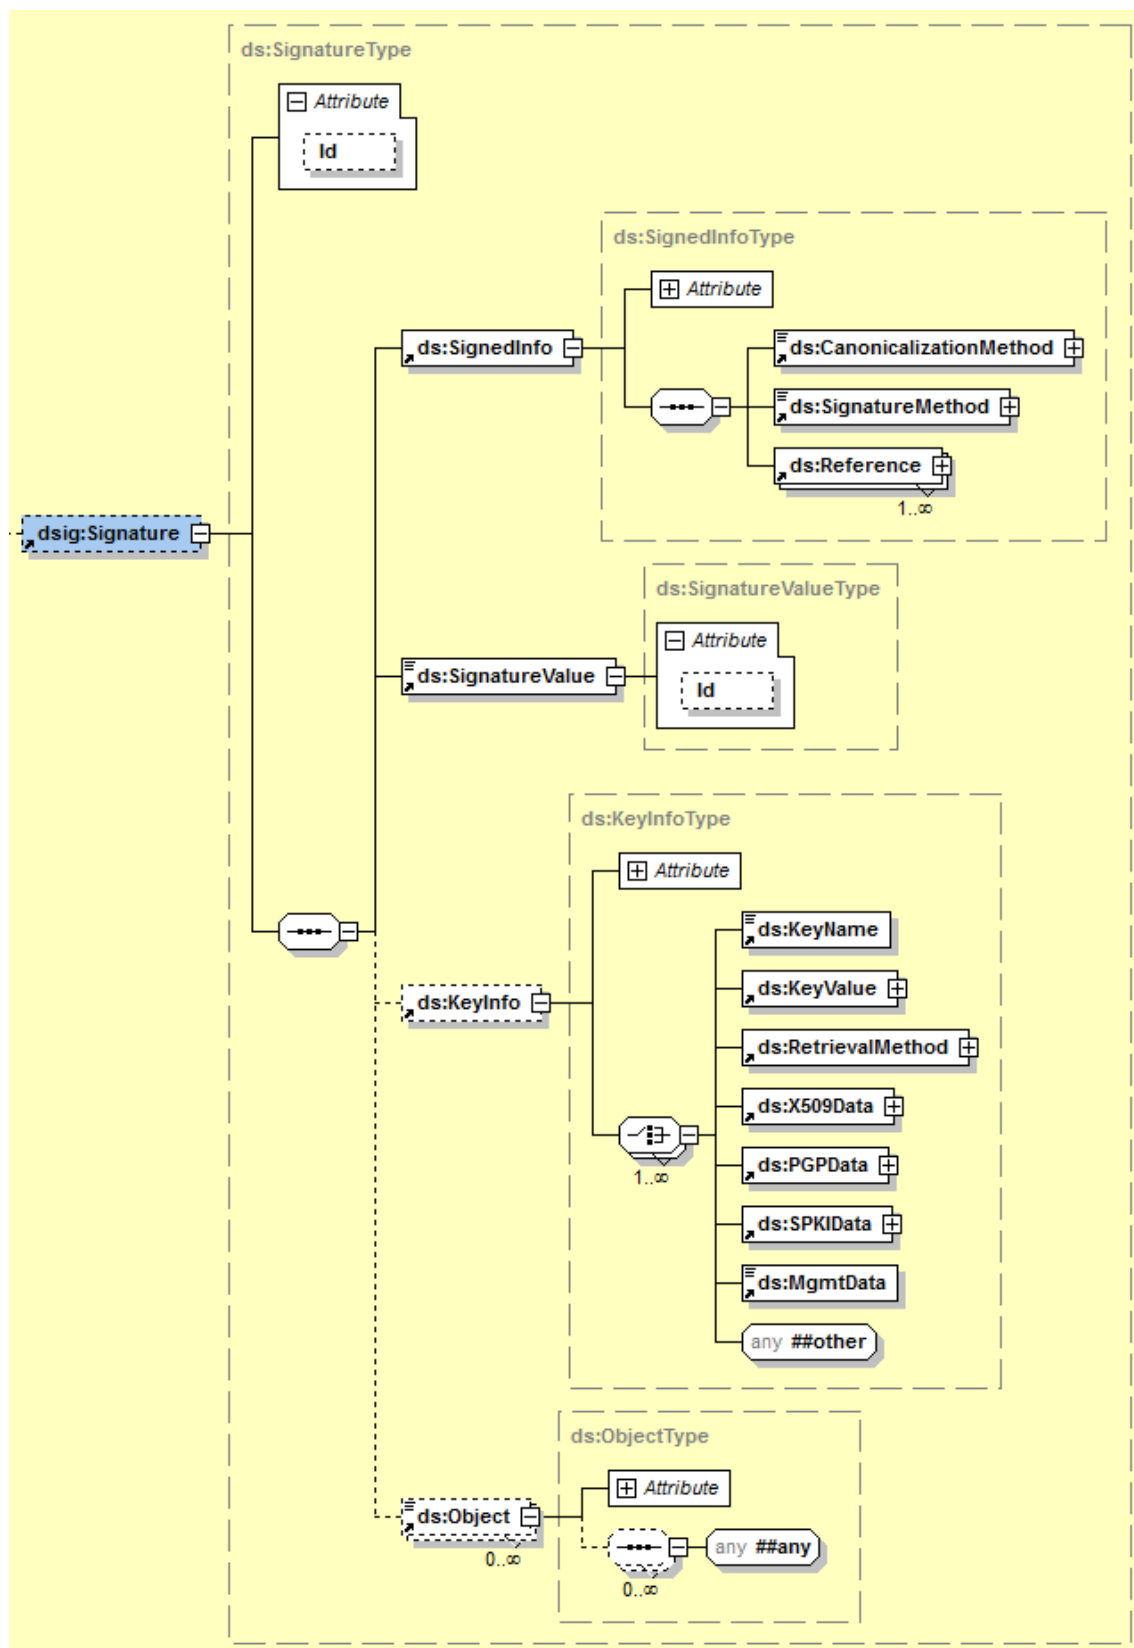 ds:SignatureType
Attribute
Id
ds:SignedInfoType
Attribute
ds:SignedInfo
ds:CanonicalizationMethod
ds:SignatureMethod
ds:Reference
1..∞
dsig:Signature
ds:SignatureValueType
Attribute
ds:SignatureValue
Id
ds:KeyInfoType
Attribute
ds:KeyName
ds:KeyValue
ds:KeyInfo
ds:RetrievalMethod
ds:X509Data
ds:PGPData
1..∞
ds:SPKIData
ds:MgmtData
any ##other
ds:ObjectType
Attribute
ds:Object
0..∞
any ##any
0..∞